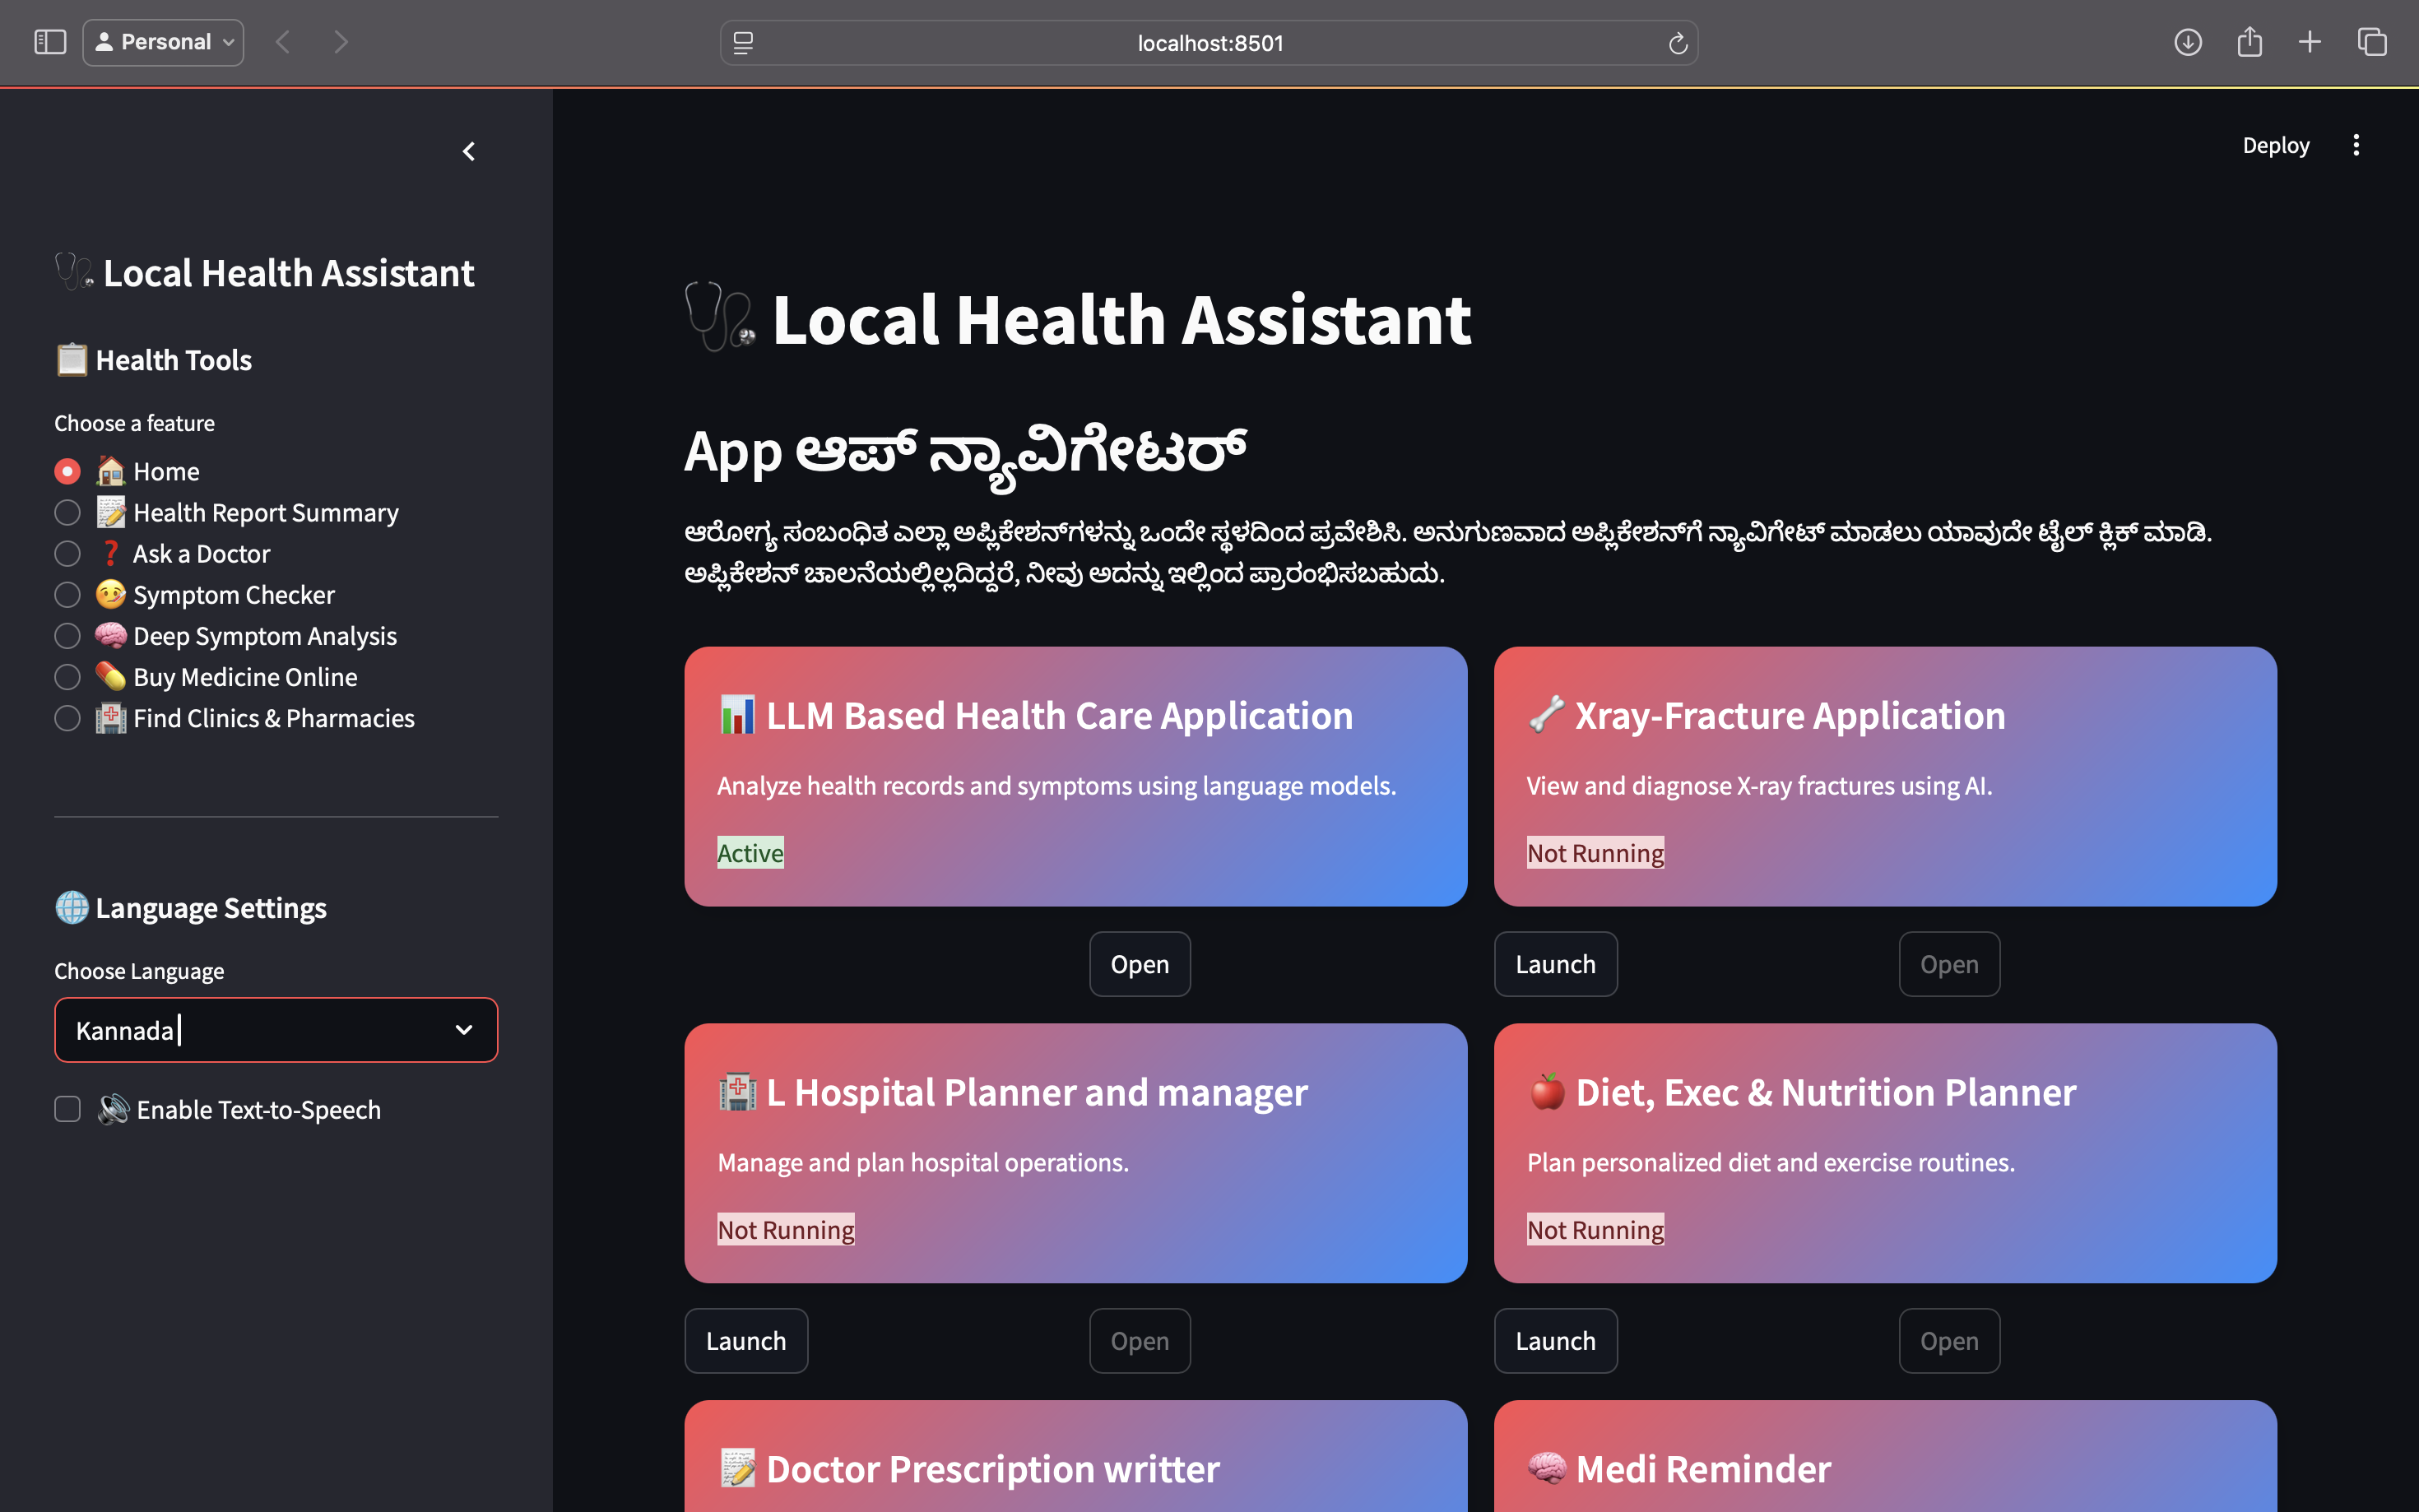 Personal
localhost:8501
Deploy
Local Health Assistant
Health Tools
Choose a feature
Home
Health Report Summary
Ask a Doctor
Symptom Checker
Deep Symptom Analysis
Buy Medicine Online
Find Clinics & Pharmacies
Language Settings
Choose Language
Kannada
Enable Text-to-Speech
Local Health Assistant
App ಆಪ್ ನ್ಯಾವಿಗೇಟರ್
ಆರೋಗ್ಯ ಸಂಬಂಧಿತ ಎಲ್ಲಾ ಅಪ್ಲಿಕೇಶನ್‌ಗಳನ್ನು ಒಂದೇ ಸ್ಥಳದಿಂದ ಪ್ರವೇಶಿಸಿ. ಅನುಗುಣವಾದ ಅಪ್ಲಿಕೇಶನ್‌ಗೆ ನ್ಯಾವಿಗೇಟ್ ಮಾಡಲು ಯಾವುದೇ ಟೈಲ್ ಕ್ಲಿಕ್ ಮಾಡಿ.
ಅಪ್ಲಿಕೇಶನ್ ಚಾಲನೆಯಲ್ಲಿಲ್ಲದಿದ್ದರೆ, ನೀವು ಅದನ್ನು ಇಲ್ಲಿಂದ ಪ್ರಾರಂಭಿಸಬಹುದು.
LLM Based Health Care Application
Analyze health records and symptoms using language models.
Active
Open
Xray-Fracture Application
View and diagnose X-ray fractures using AI.
Not Running
Launch
Open
L Hospital Planner and manager
Manage and plan hospital operations.
Not Running
Launch
Open
Diet, Exec & Nutrition Planner
Plan personalized diet and exercise routines.
Not Running
Launch
Open
Doctor Prescription writter
Medi Reminder